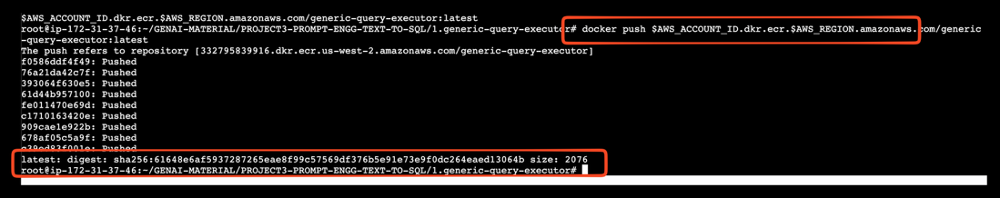 $AWS_ACCOUNT_ID.dkr.ecr.$AWS_REGION.amazonaws.com/generic-query-executor:latest
root@ip-172-31-37-46:~/GENAI-MATERIAL/PROJECT3-PROMPT-ENGG-TEXT-TO-SQL/1.generic-query-executor# docker push $AWS_ACCOUNT_ID.dkr.ecr.$AWS_REGION.amazonaws.com/generic
-query-executor:latest
The push refers to repository [332795839916.dkr.ecr.us-west-2.amazonaws.com/generic-query-executor]
f0586ddf4f49: Pushed
76a21da42c7f: Pushed
393064f630e5: Pushed
61d44b957100: Pushed
fe011470e69d: Pushed
c1710163420e: Pushed
909cae1e922b: Pushed
678af05c5a9f: Pushed
c39ed83f001e: Pushed
latest: digest: sha256:61648e6af5937287265eae8f99c57569df376b5e91e73e9f0dc264eaed13064b size: 2076
root@ip-172-31-37-46:~/GENAI-MATERIAL/PROJECT3-PROMPT-ENGG-TEXT-TO-SQL/1.generic-query-executor#